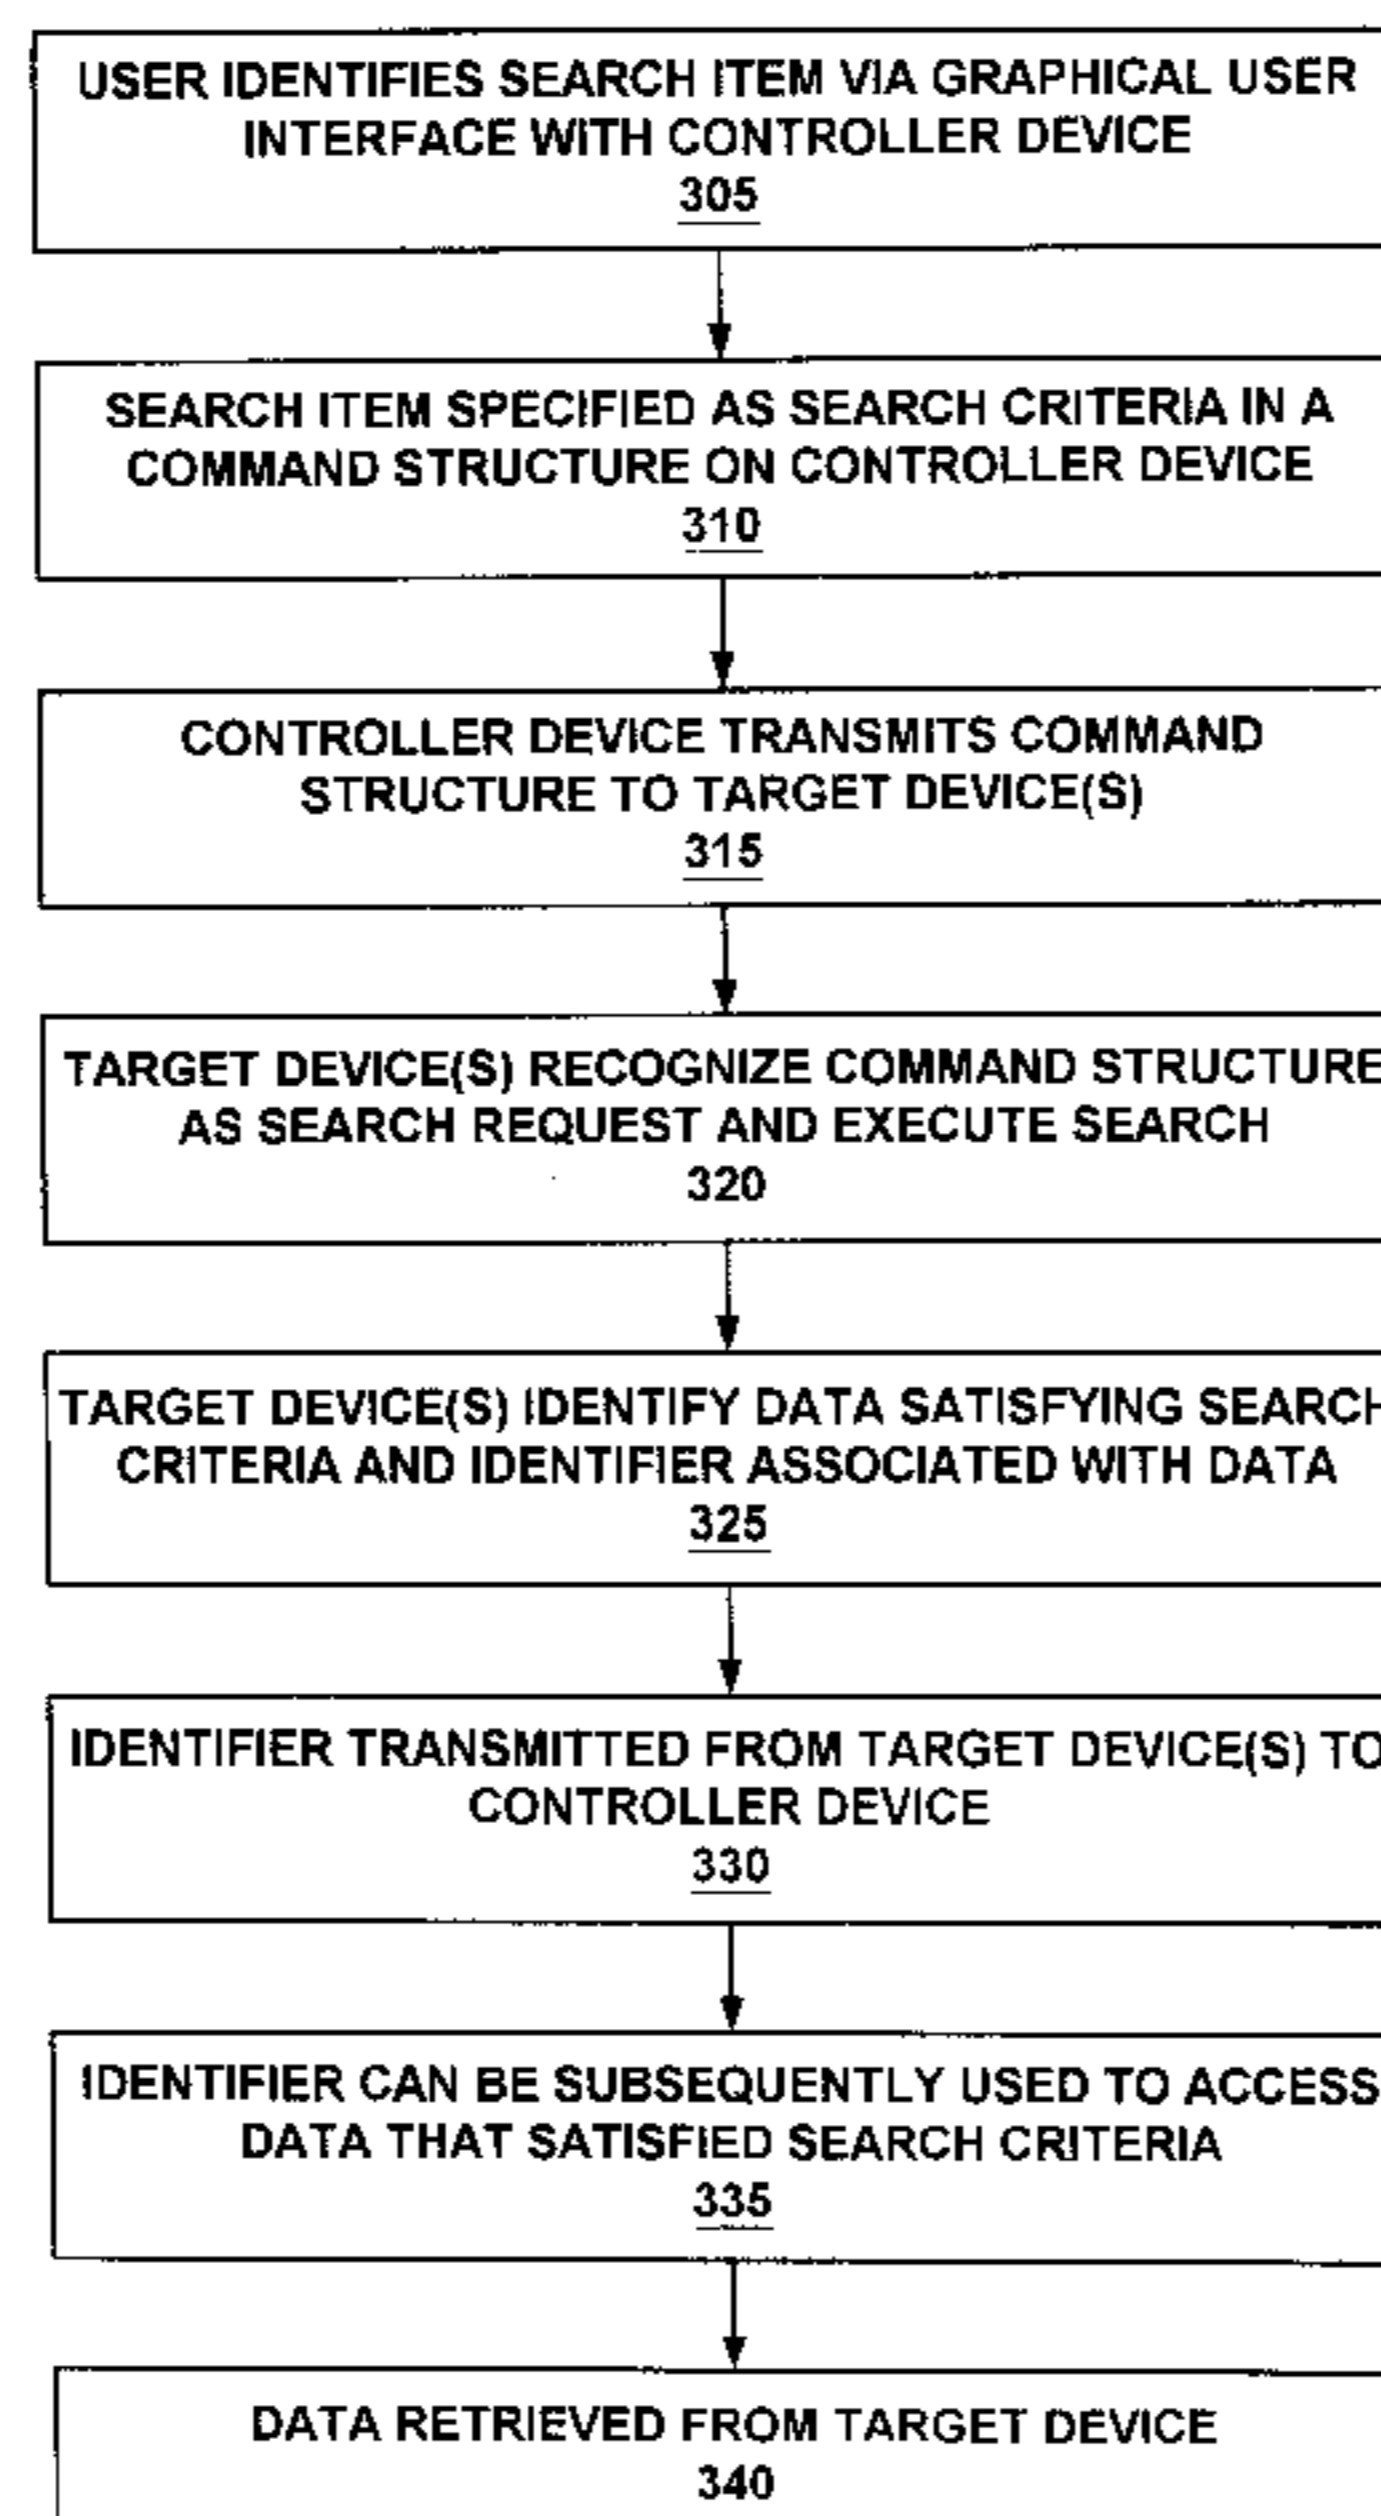 USER IDENTIFIES SEARCH ITEM VIA GRAPHICAL USER
INTERFACE WITH CONTROLLER DEVICE
305
SEARCH ITEM SPECIFIED AS SEARCH CRITERIA IN A
COMMAND STRUCTURE ON CONTROLLER DEVICE
310
CONTROLLER DEVICE TRANSMITS COMMAND
STRUCTURE TO TARGET DEVICE(S)
315
TARGET DEVICE(S) RECOGNIZE COMMAND STRUCTURE
AS SEARCH REQUEST AND EXECUTE SEARCH
320
TARGET DEVICE(S) IDENTIFY DATA SATISFYING SEARCH
CRITERIA AND IDENTIFIER ASSOCIATED WITH DATA
325
IDENTIFIER TRANSMITTED FROM TARGET DEVICE(S) TO
CONTROLLER DEVICE
330
IDENTIFIER CAN BE SUBSEQUENTLY USED TO ACCESS
DATA THAT SATISFIED SEARCH CRITERIA
335
DATA RETRIEVED FROM TARGET DEVICE
340